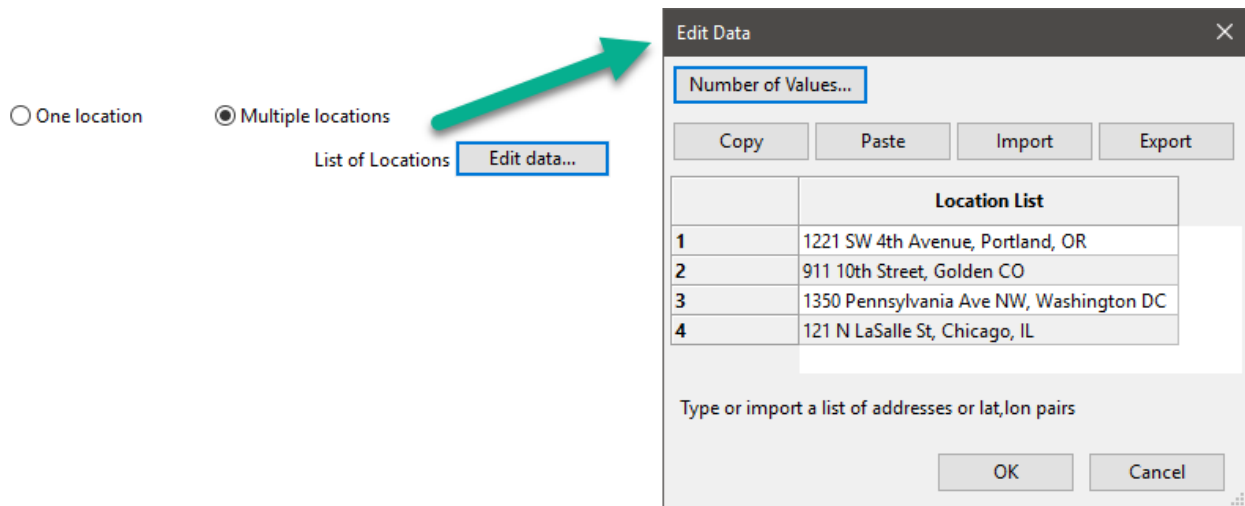 One location
Multiple locations
List of Locations
Edit data...
Edit Data
Number of Values...
Copy
Paste
Import
Export
Location List
1
1221 SW 4th Avenue, Portland, OR
2
911 10th Street, Golden CO
3
1350 Pennsylvania Ave NW, Washington DC
4
121 N LaSalle St, Chicago, IL
Type or import a list of addresses or lat,lon pairs
OK
Cancel